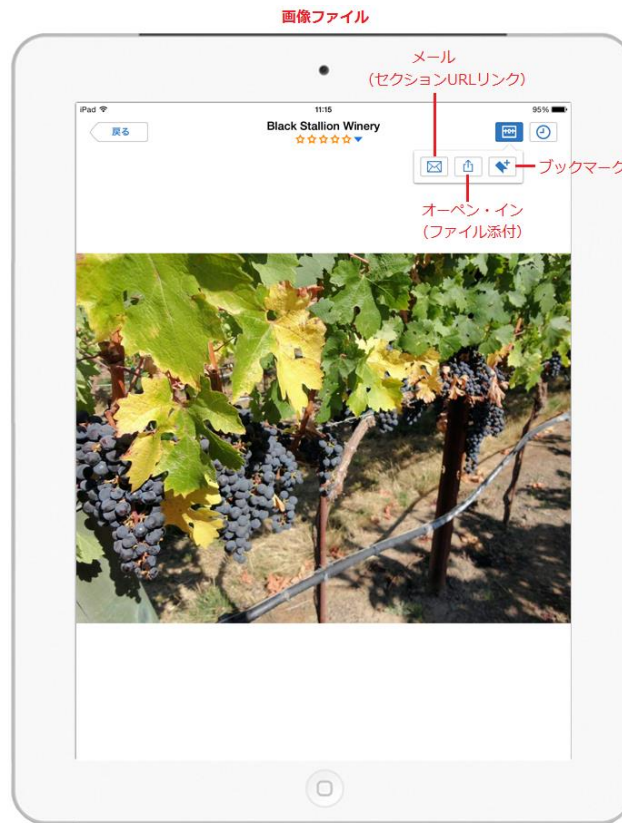 画像ファイル
メール
（セクションURLリンク）
iPad
11:15
95%
戻る
Black Stallion Winery
ブックマーク
オーペン・イン
（ファイル添付）